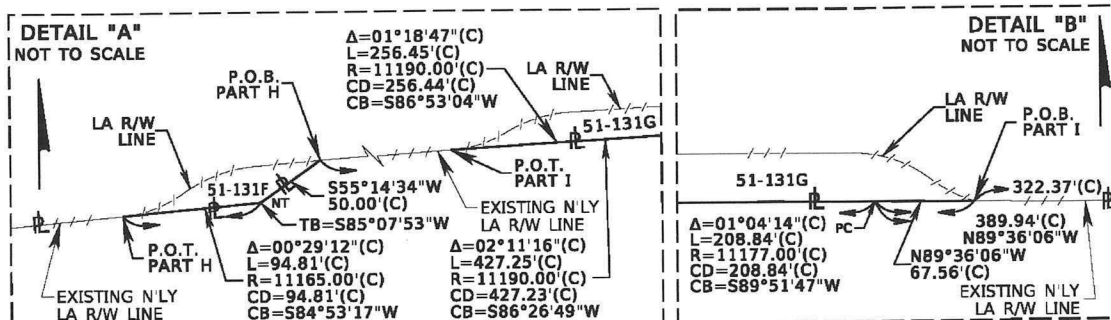 DETAIL "A"
NOT TO SCALE
P.O.B.
PART H
LA R/W
LINE
Δ=01°18'47"(C)
L=256.45'(C)
R=11190.00'(C)
CD=256.44'(C)
CB=S86°53'04"W
LA R/W
LINE
51-131G
51-131F
NT
S55°14'34"W
50.00'(C)
TB=S85°07'53"W
P.O.T.
PART I
EXISTING N'LY
LA R/W LINE
P.O.T.
PART H
EXISTING N'LY
LA R/W LINE
Δ=00°29'12"(C)
L=94.81'(C)
R=11165.00'(C)
CD=94.81'(C)
CB=S84°53'17"W
Δ=02°11'16"(C)
L=427.25'(C)
R=11190.00'(C)
CD=427.23'(C)
CB=S86°26'49"W
DETAIL "B"
NOT TO SCALE
LA R/W
LINE
P.O.B.
PART I
51-131G
322.37'(C)
PC
389.94'(C)
N89°36'06"W
N89°36'06"W
67.56'(C)
Δ=01°04'14"(C)
L=208.84'(C)
R=11177.00'(C)
CD=208.84'(C)
CB=S89°51'47"W
EXISTING N'LY
LA R/W LINE